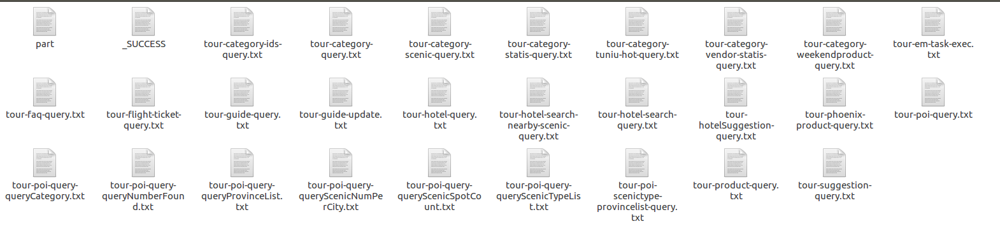 part
_SUCCESS
tour-category-ids-
query.txt
tour-category-
query.txt
tour-category-
scenic-query.txt
tour-category-
statis-query.txt
tour-category-
tuniu-hot-query.txt
tour-category-
vendor-statis-
query.txt
tour-category-
weekendproduct-
query.txt
tour-em-task-exec.
txt
tour-faq-query.txt
tour-flight-ticket-
query.txt
tour-guide-query.
txt
tour-guide-update.
txt
tour-hotel-query.
txt
tour-hotel-search-
nearby-scenic-
query.txt
tour-hotel-search-
query.txt
tour-
hotelSuggestion-
query.txt
tour-phoenix-
product-query.txt
tour-poi-query.txt
tour-poi-query-
queryCategory.txt
tour-poi-query-
queryNumberFoun
d.txt
tour-poi-query-
queryProvinceList.
txt
tour-poi-query-
queryScenicNumPe
rCity.txt
tour-poi-query-
queryScenicSpotCo
unt.txt
tour-poi-query-
queryScenicTypeLis
t.txt
tour-poi-
scenictype-
provincelist-query.
txt
tour-product-query.
txt
tour-suggestion-
query.txt